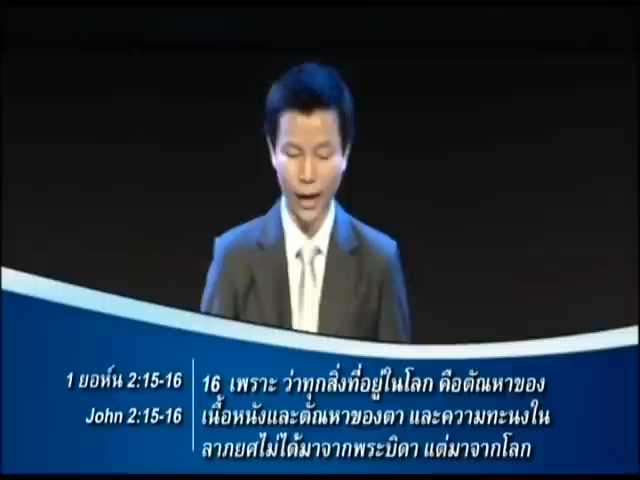 1 ยอห์น 2:15-16
John 2:15-16
16 เพราะ ว่าทุกสิ่งที่อยู่ในโลก คือตัณหาของ
เนื้อหนังและตัณหาของตา และความทะนงใน
ลาภยศไม่ได้มาจากพระบิดา แต่มาจากโลก